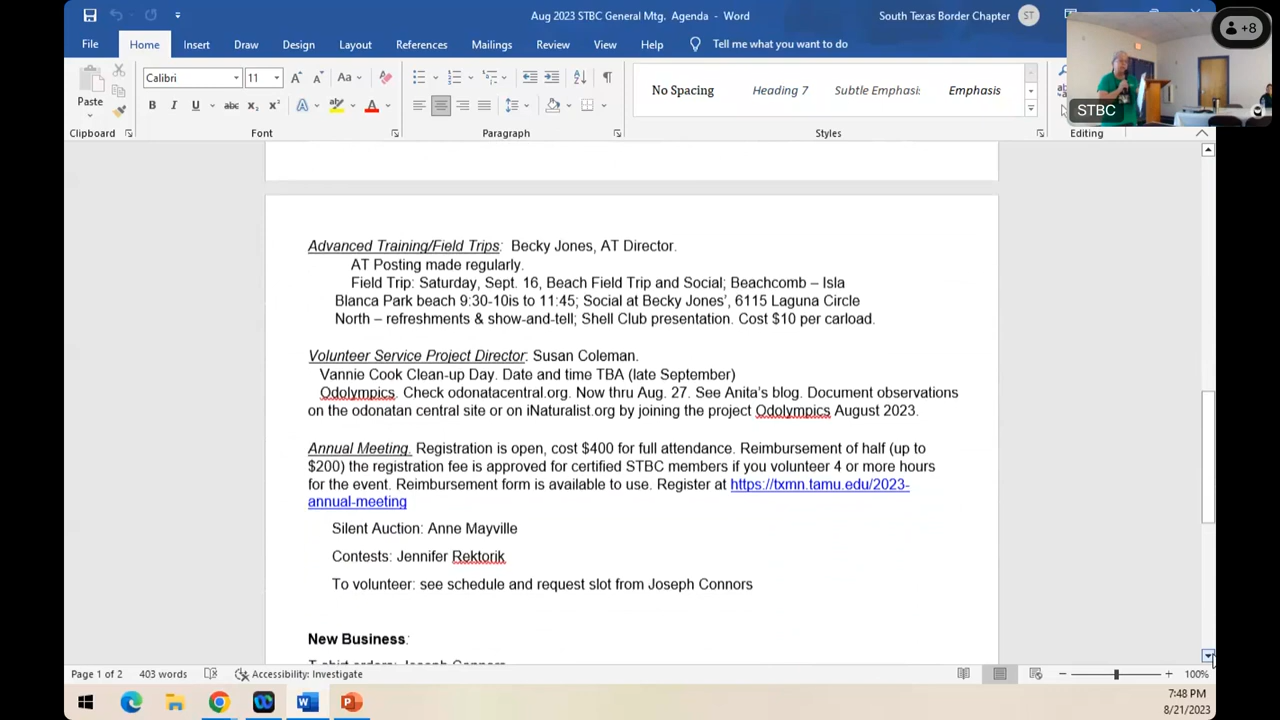 Aug 2023 STBC General Mtg. Agenda - Word
South Texas Border Chapter
ST
+8
File Home Insert Draw Design Layout References Mailings Review View Help Tell me what you want to do
Paste
Calibri 11
No Spacing Heading 7 Subtle Emphasi: Emphasis
STBC
Clipboard Font Paragraph Styles Editing
Advanced Training/Field Trips: Becky Jones, AT Director.
AT Posting made regularly.
Field Trip: Saturday, Sept. 16, Beach Field Trip and Social; Beachcomb – Isla
Blanca Park beach 9:30-10is to 11:45; Social at Becky Jones’, 6115 Laguna Circle
North – refreshments & show-and-tell; Shell Club presentation. Cost $10 per carload.
Volunteer Service Project Director: Susan Coleman.
Vannie Cook Clean-up Day. Date and time TBA (late September)
Odolympics. Check odonatacentral.org. Now thru Aug. 27. See Anita’s blog. Document observations
on the odonatan central site or on iNaturalist.org by joining the project Odolympics August 2023.
Annual Meeting. Registration is open, cost $400 for full attendance. Reimbursement of half (up to
$200) the registration fee is approved for certified STBC members if you volunteer 4 or more hours
for the event. Reimbursement form is available to use. Register at https://txmn.tamu.edu/2023-
annual-meeting
Silent Auction: Anne Mayville
Contests: Jennifer Rektorik
To volunteer: see schedule and request slot from Joseph Connors
New Business:
T-shirt orders: Joseph Connors
Page 1 of 2 403 words Accessibility: Investigate 100%
7:48 PM
8/21/2023